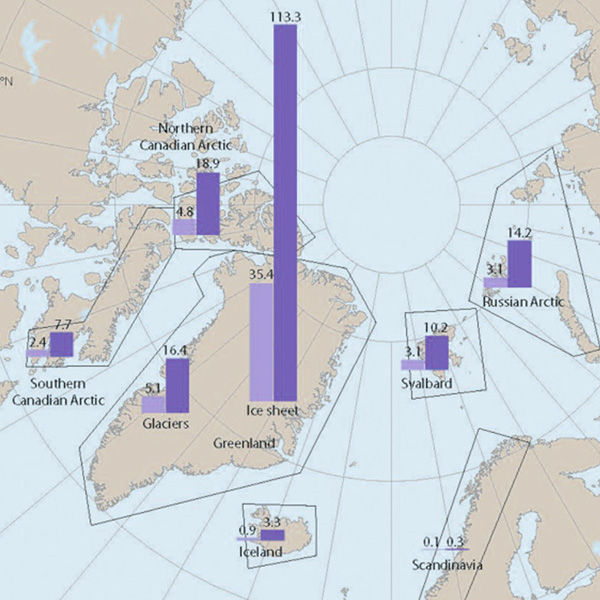 113.3
°N
Northern
Canadian Arctic
18.9
4.8
14.2
3.1
Russian Arctic
35.4
7.7
2.4
10.2
3.1
Svalbard
16.4
5.1
Southern
Canadian Arctic
Glaciers
Ice sheet
Greenland
3.3
0.9
Iceland
0.1 0.3
Scandinavia